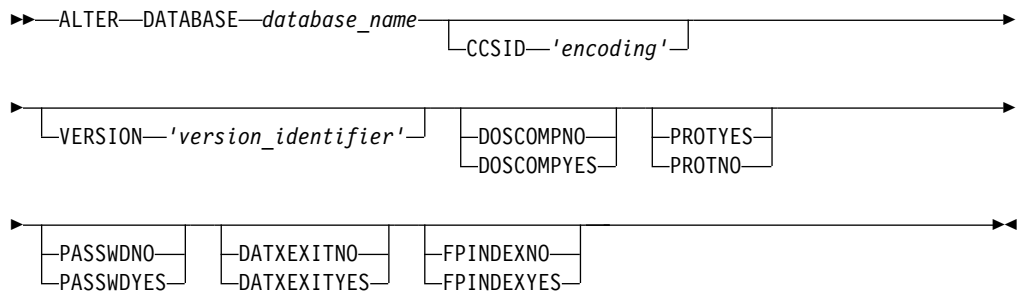 ALTER DATABASE database_name
CCSID 'encoding'
VERSION 'version_identifier' DOSCOMPNO PROTYES
DOSCOMPYES PROTNO
PASSWDNO DATXEXITNO FPINDEXNO
PASSWDYES DATXEXITYES FPINDEXYES